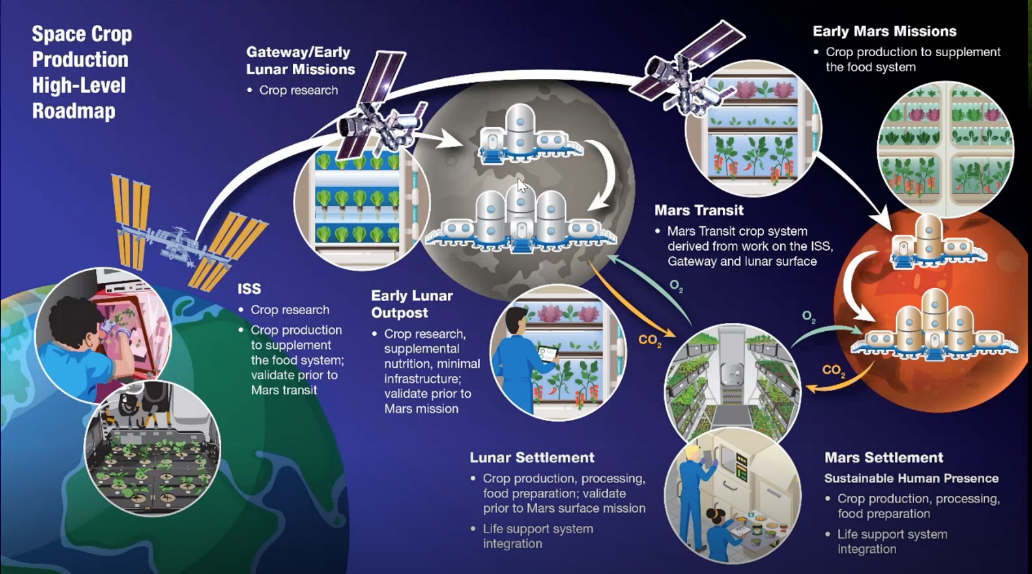 Space Crop
Production
High-Level
Roadmap
Gateway/Early
Lunar Missions
• Crop research
Early Mars Missions
• Crop production to supplement
the food system
Mars Transit
• Mars Transit crop system
derived from work on the ISS,
Gateway and lunar surface
ISS
• Crop research
• Crop production
to supplement
the food system;
validate prior to
Mars transit
Early Lunar
Outpost
• Crop research,
supplemental
nutrition, minimal
infrastructure;
validate prior to
Mars mission
O₂
CO₂
O₂
CO₂
Lunar Settlement
• Crop production, processing,
food preparation; validate
prior to Mars surface mission
• Life support system
integration
Mars Settlement
Sustainable Human Presence
• Crop production, processing,
food preparation
• Life support system
integration